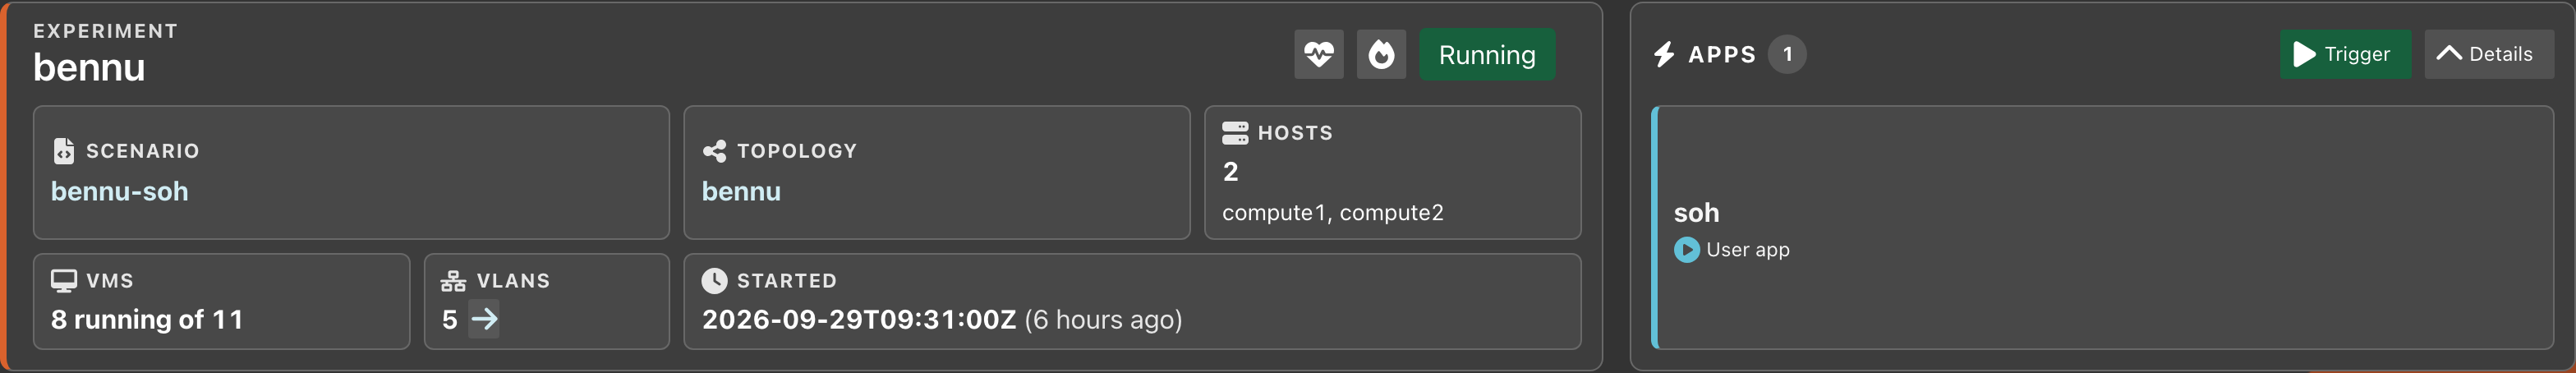 EXPERIMENT
bennu
Running
SCENARIO
bennu-soh
TOPOLOGY
bennu
HOSTS
2
compute1, compute2
VMS
8 running of 11
VLANS
5
STARTED
2026-09-29T09:31:00Z (6 hours ago)
APPS 1
Trigger
Details
soh
User app